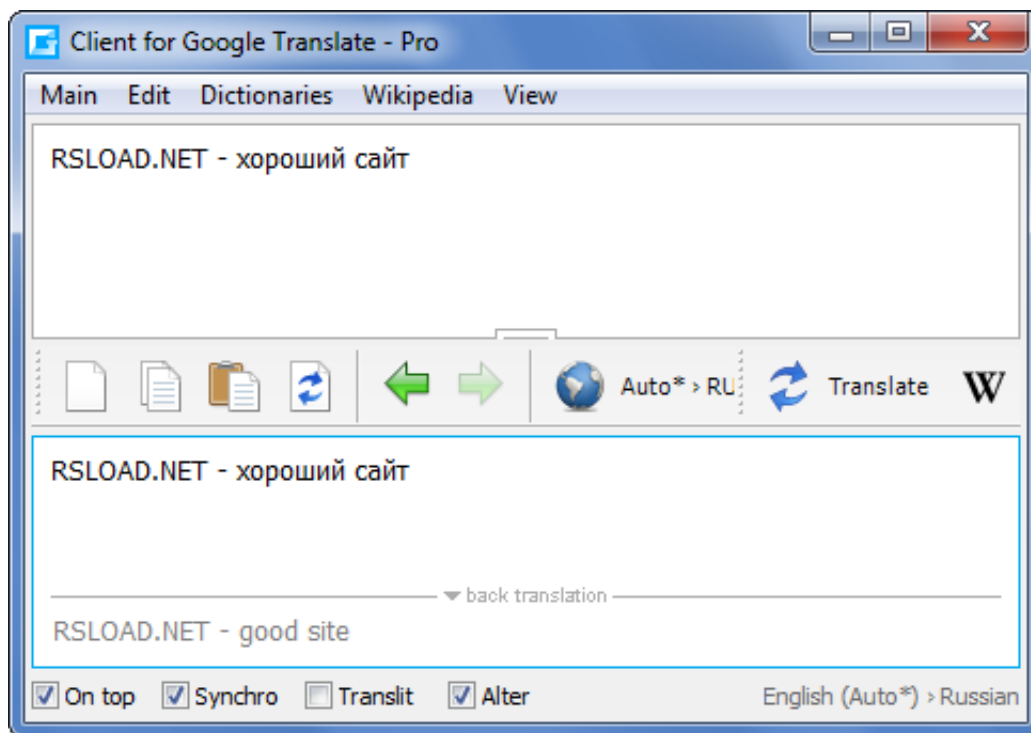 Client for Google Translate - Pro
Main Edit Dictionaries Wikipedia View
RSLOAD.NET - хороший сайт
Auto* › RU Translate W
RSLOAD.NET - хороший сайт
back translation
RSLOAD.NET - good site
On top Synchro Translit Alter English (Auto*) › Russian